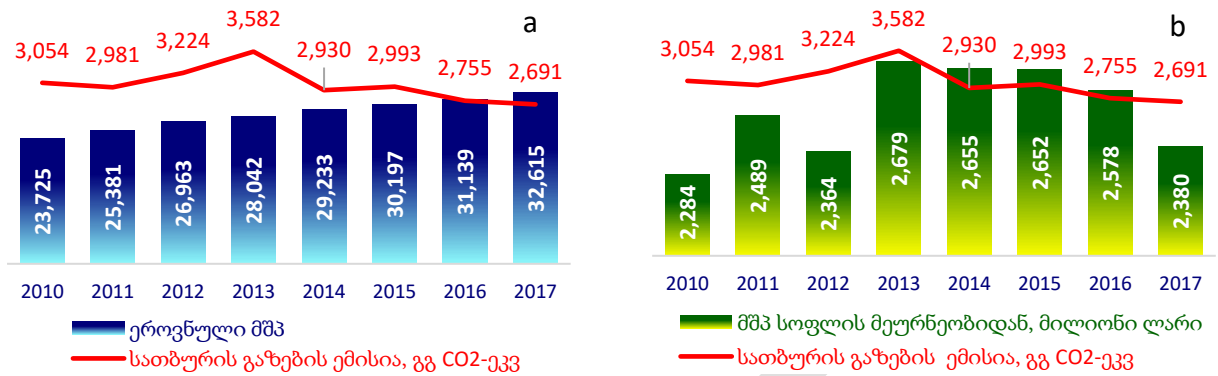 a
3,054 2,981 3,224 3,582 2,930 2,993 2,755 2,691
23,725 25,381 26,963 28,042 29,233 30,197 31,139 32,615
2010 2011 2012 2013 2014 2015 2016 2017
ეროვნული მშპ
სათბურის გაზების ემისია, გგ CO2-ეკვ
b
3,054 2,981 3,224 3,582 2,930 2,993 2,755 2,691
2,284 2,489 2,364 2,679 2,655 2,652 2,578 2,380
2010 2011 2012 2013 2014 2015 2016 2017
მშპ სოფლის მეურნეობიდან, მილიონი ლარი
სათბურის გაზების ემისია, გგ CO2-ეკვ